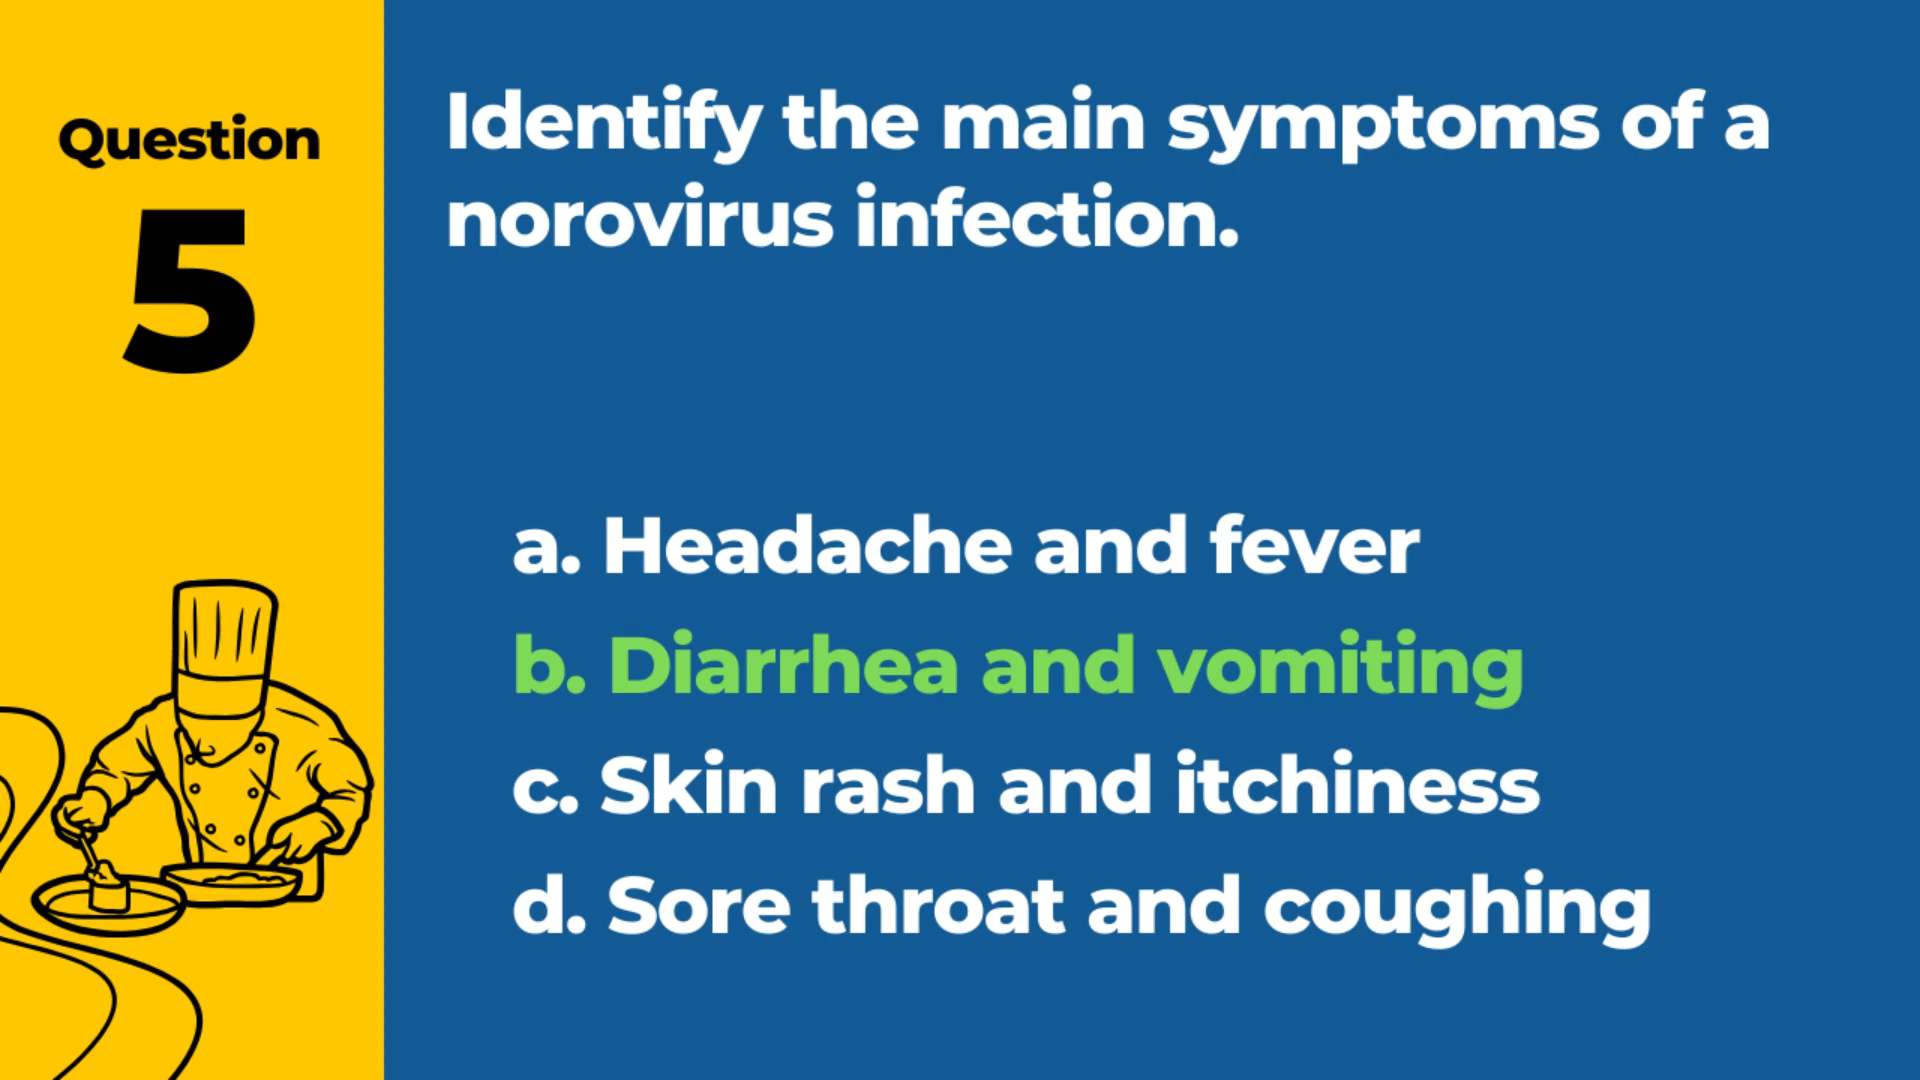 Question
5
Identify the main symptoms of a
norovirus infection.
a. Headache and fever
b. Diarrhea and vomiting
c. Skin rash and itchiness
d. Sore throat and coughing